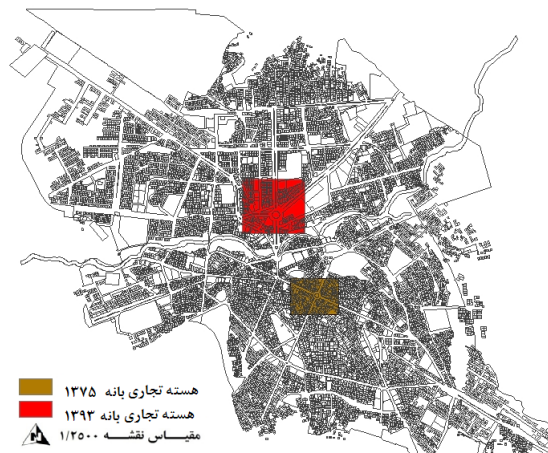 هسته تجاری بانه ۱۳۷۵
هسته تجاری بانه ۱۳۹۳
مقیاس نقشه ۱/۲۵۰۰